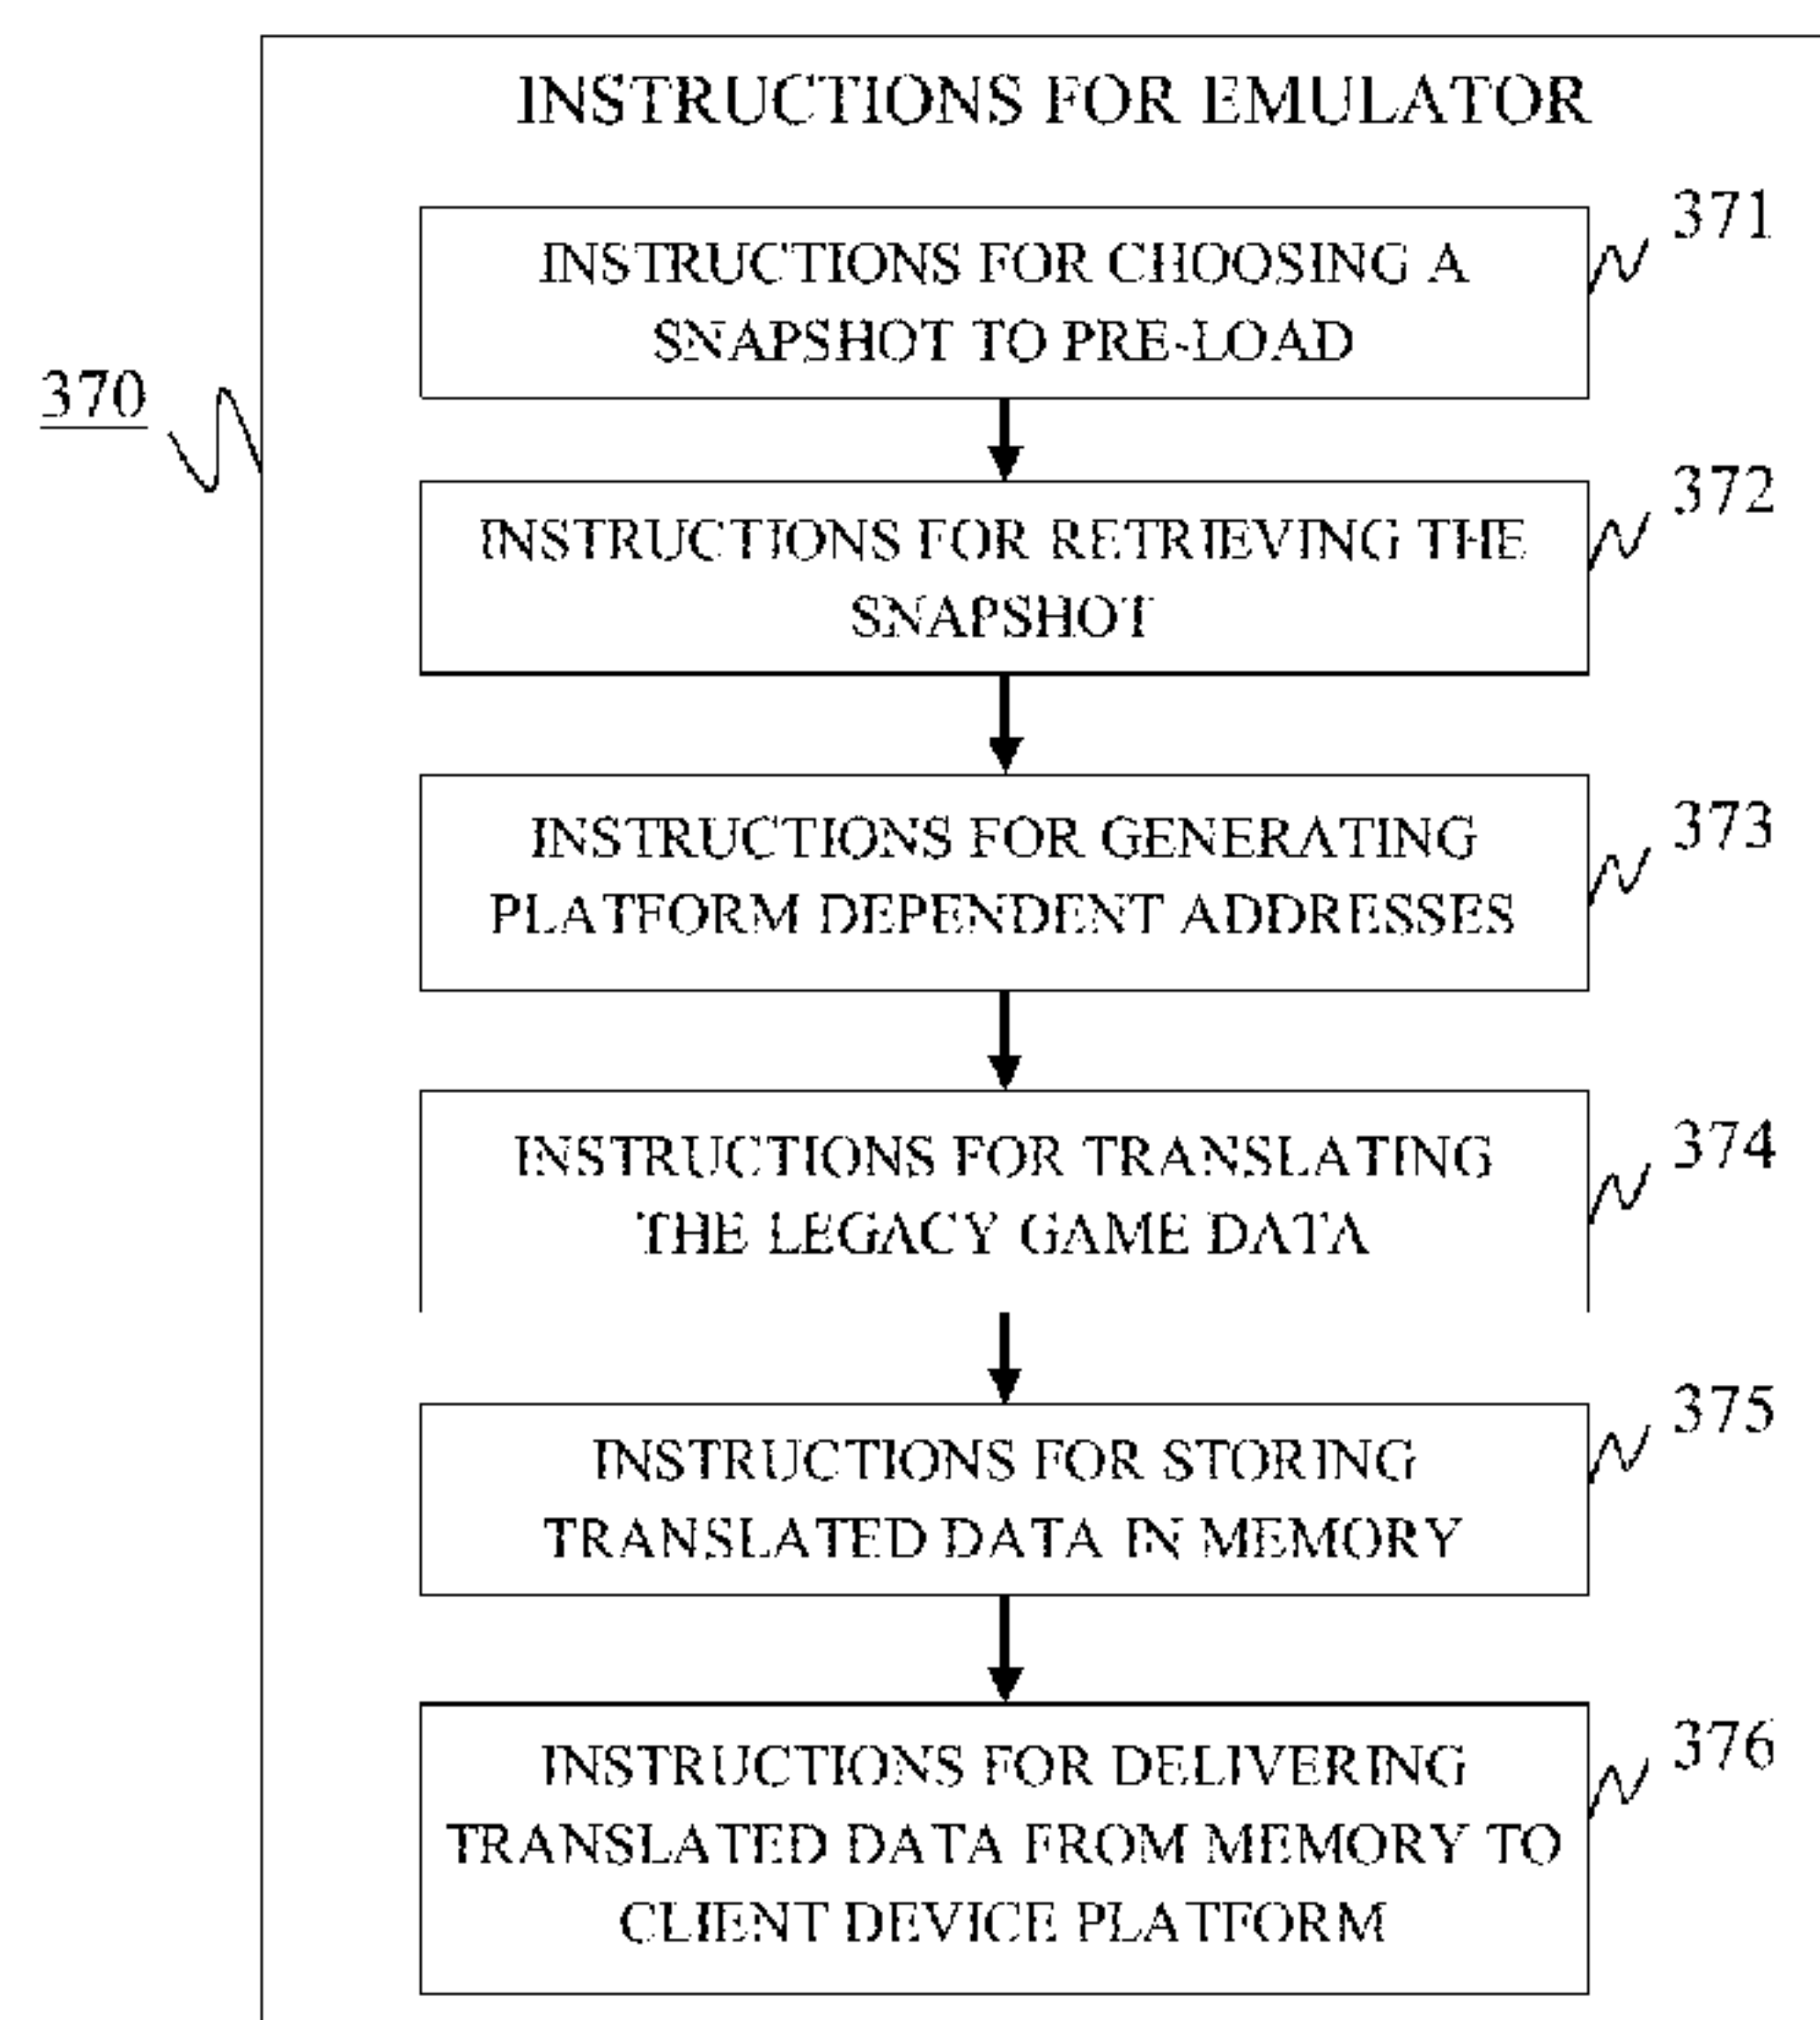 INSTRUCTIONS FOR EMULATOR
371
INSTRUCTIONS FOR CHOOSING A
SNAPSHOT TO PRE-LOAD
370
372
INSTRUCTIONS FOR RETRIEVING THE
SNAPSHOT
373
INSTRUCTIONS FOR GENERATING
PLATFORM DEPENDENT ADDRESSES
374
INSTRUCTIONS FOR TRANSLATING
THE LEGACY GAME DATA
375
INSTRUCTIONS FOR STORING
TRANSLATED DATA IN MEMORY
376
INSTRUCTIONS FOR DELIVERING
TRANSLATED DATA FROM MEMORY TO
CLIENT DEVICE PLATFORM